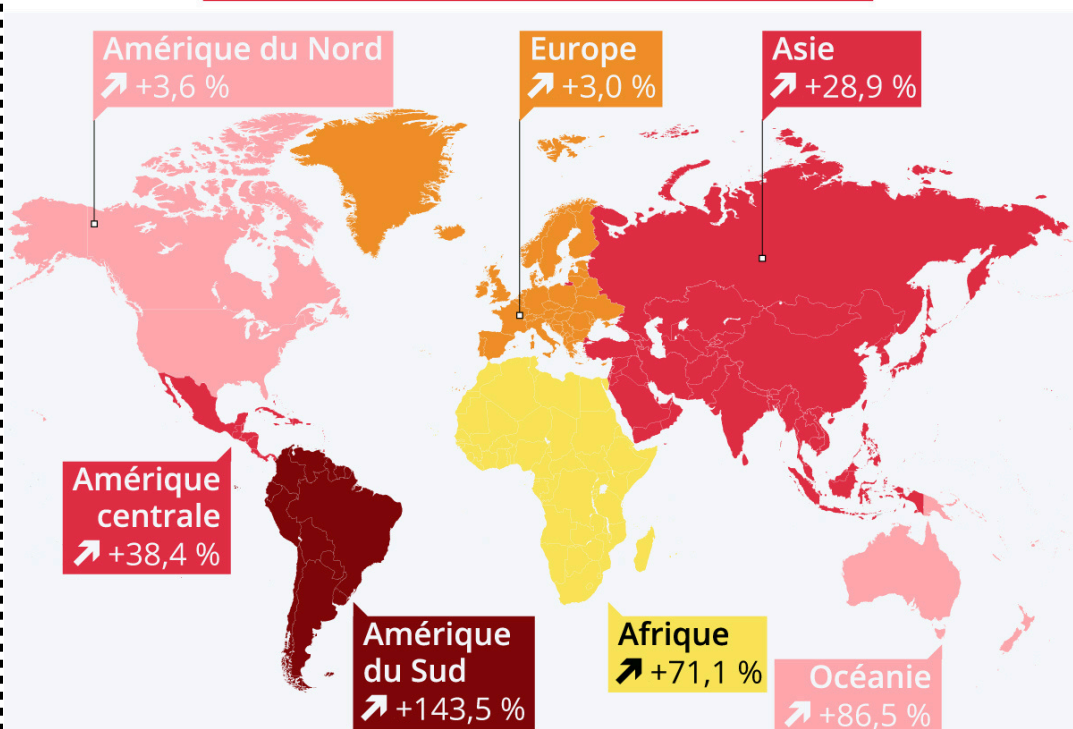 Amérique du Nord
+3,6 %
Europe
+3,0 %
Asie
+28,9 %
Amérique
centrale
+38,4 %
Amérique
du Sud
+143,5 %
Afrique
+71,1 %
Océanie
+86,5 %